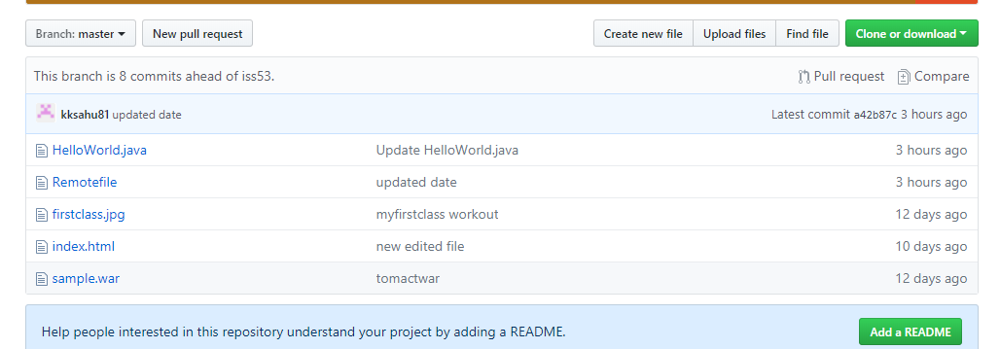 Branch: master New pull request Create new file Upload files Find file Clone or download
This branch is 8 commits ahead of iss53. Pull request Compare
kksahu81 updated date Latest commit a42b87c 3 hours ago
HelloWorld.java Update HelloWorld.java 3 hours ago
Remotefile updated date 3 hours ago
firstclass.jpg myfirstclass workout 12 days ago
index.html new edited file 10 days ago
sample.war tomactwar 12 days ago
Help people interested in this repository understand your project by adding a README. Add a README